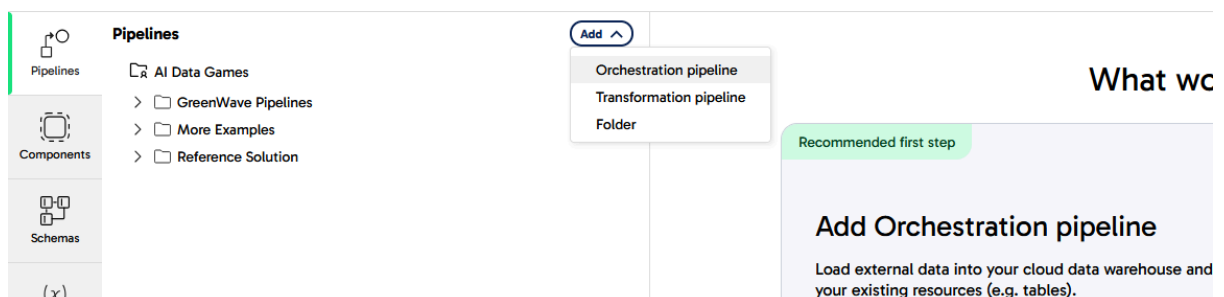 Pipelines
Add
AI Data Games
Orchestration pipeline
What wo
Pipelines
GreenWave Pipelines
Transformation pipeline
More Examples
Folder
Reference Solution
Recommended first step
Components
Add Orchestration pipeline
Schemas
Load external data into your cloud data warehouse and
your existing resources (e.g. tables).
(x)